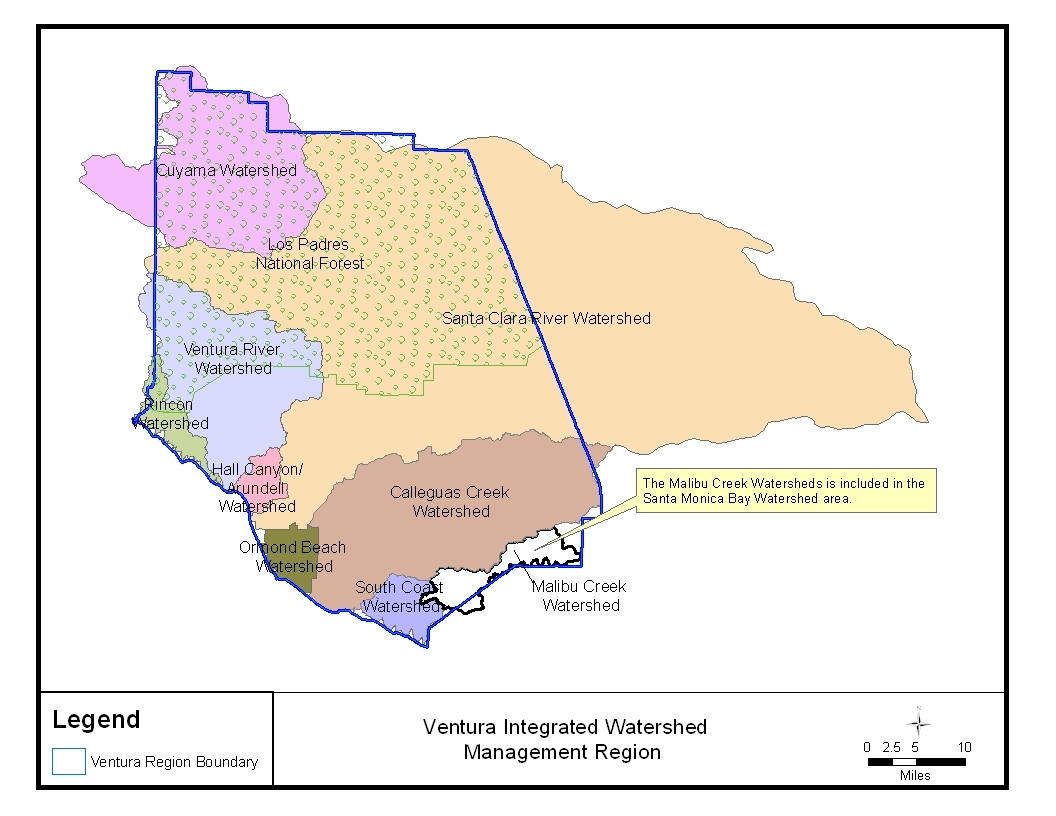 Cuyama Watershed
Los Padres
National Forest
Santa Clara River Watershed
Ventura River
Watershed
Rincon
Watershed
Hall Canyon/
Arundell
Watershed
Calleguas Creek
Watershed
The Malibu Creek Watersheds is included in the
Santa Monica Bay Watershed area.
Ormond Beach
Watershed
South Coast
Watershed
Malibu Creek
Watershed
Legend
Ventura Region Boundary
Ventura Integrated Watershed
Management Region
N
0 2.5 5 10
Miles